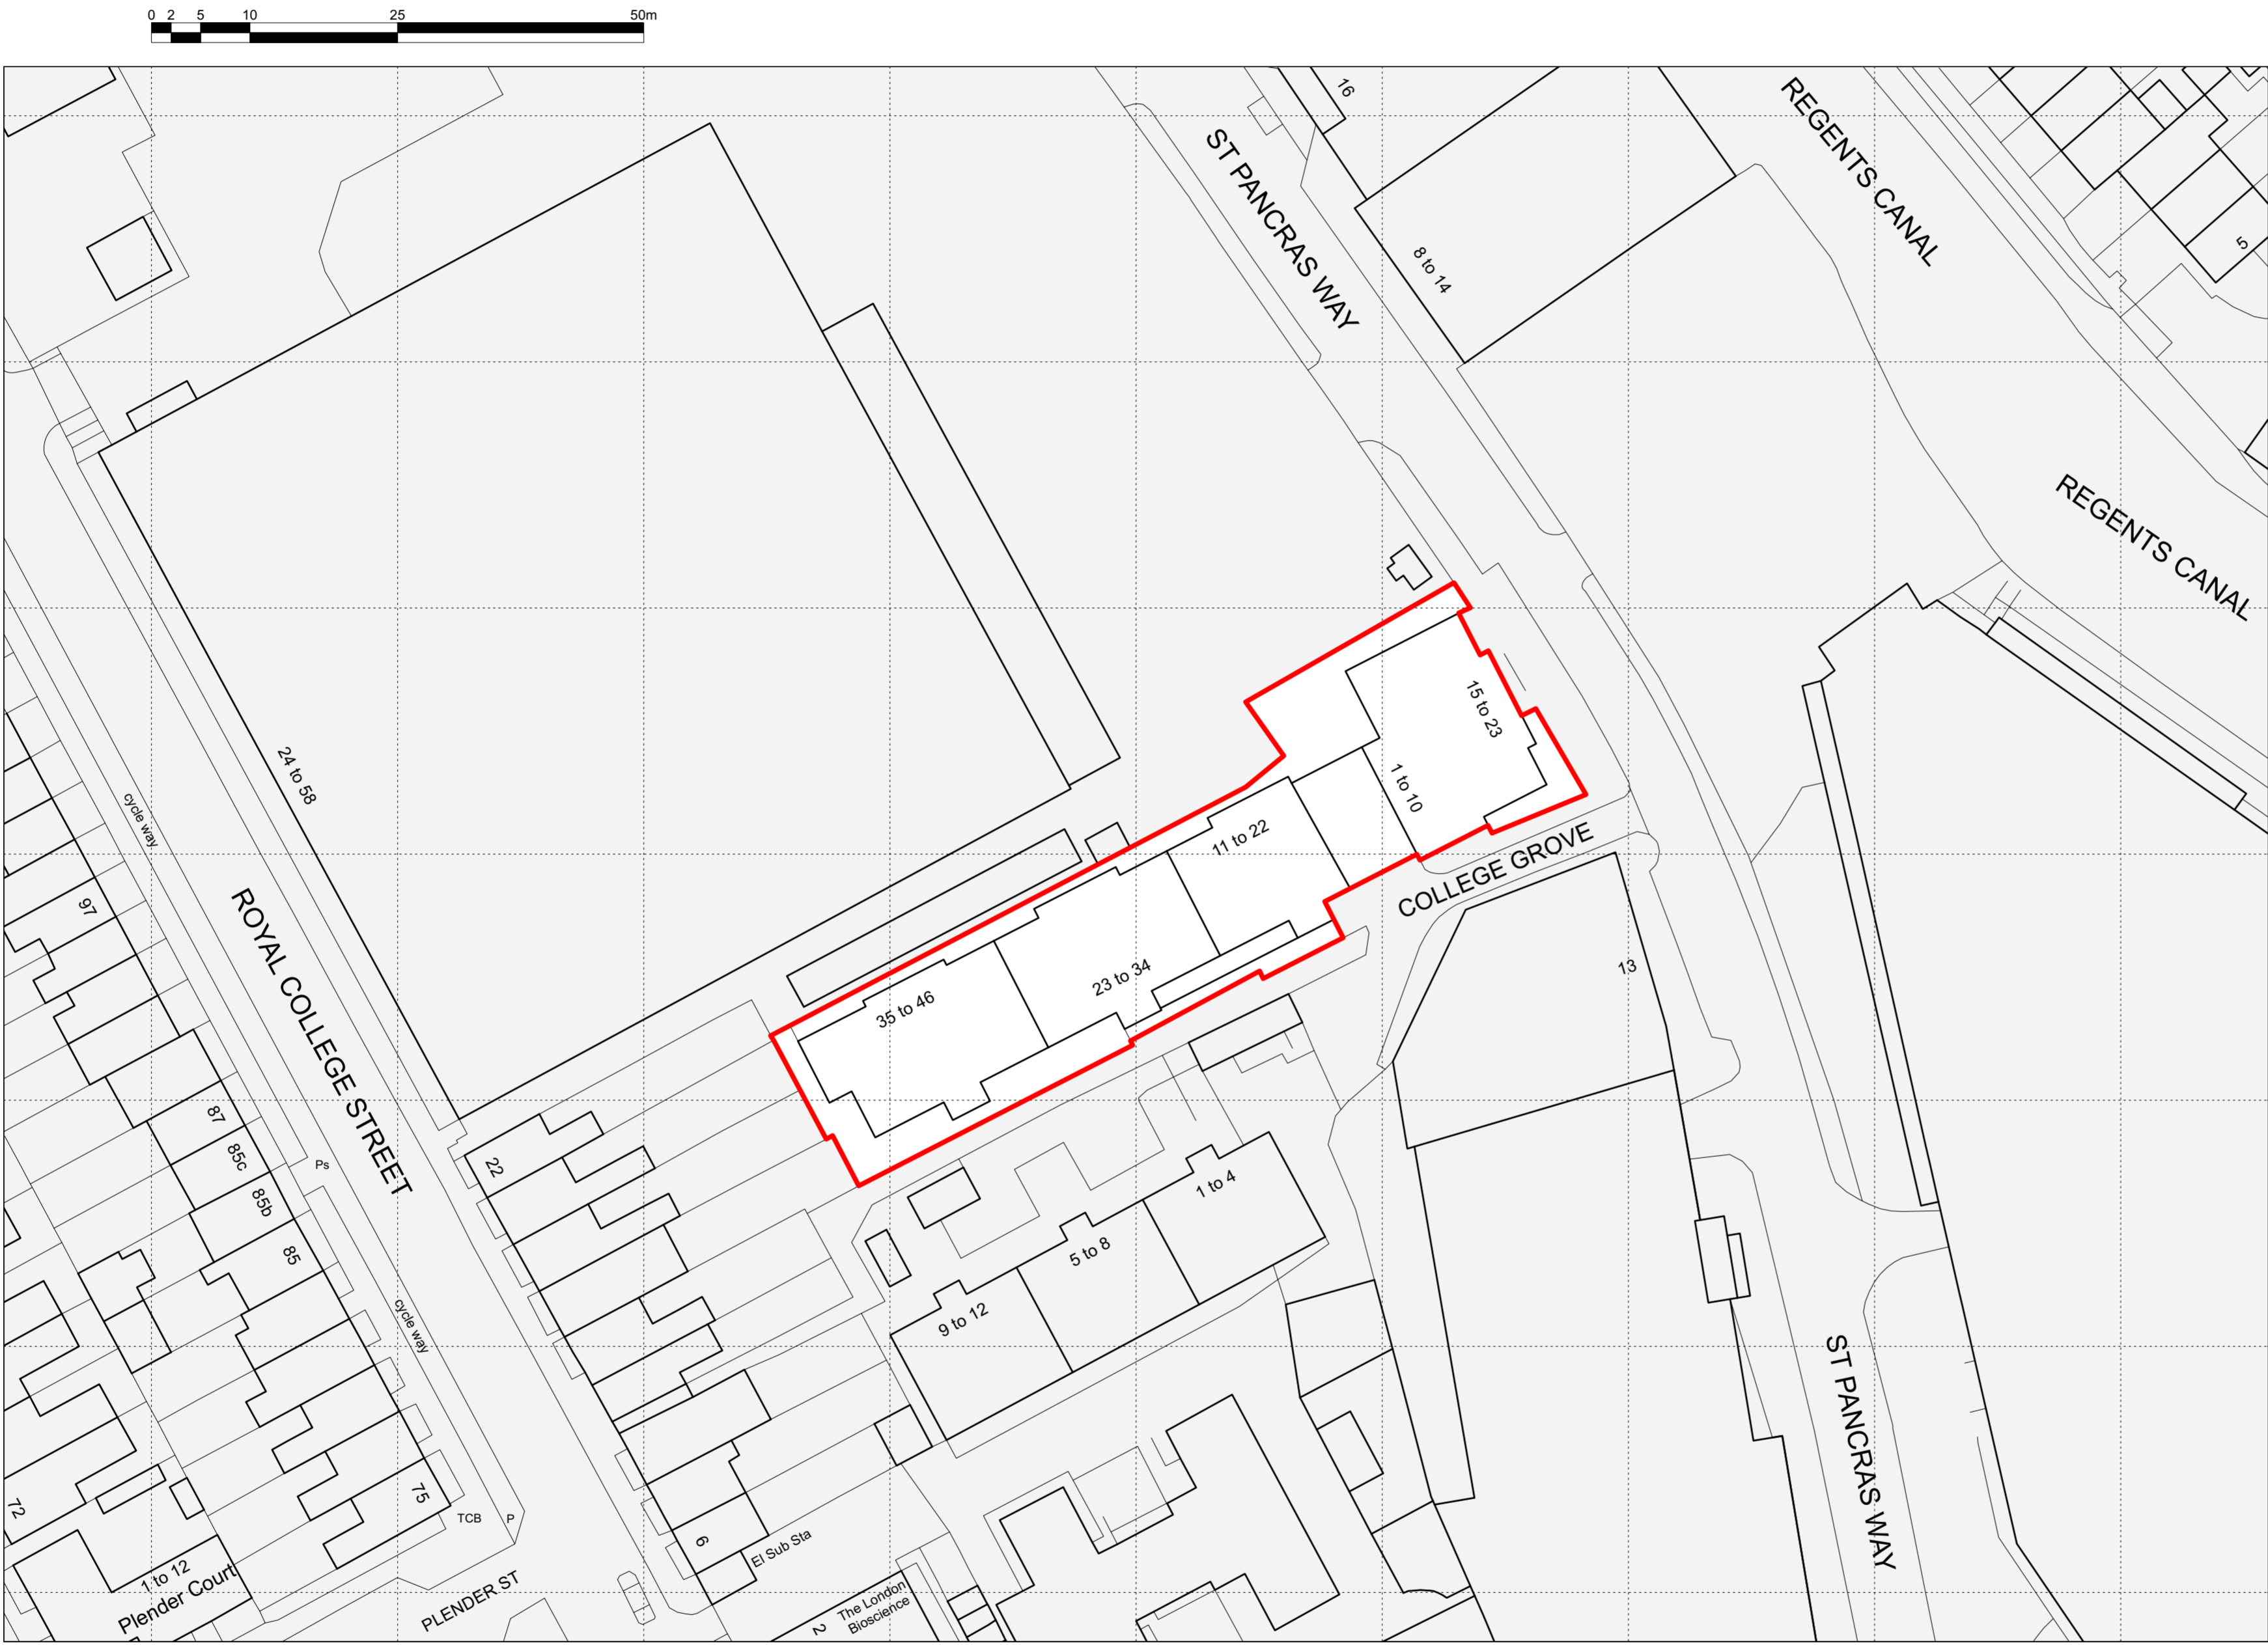 0 2 5 10 25 50m
16
ST PANCRAS WAY
REGENTS CANAL
8 to 14
5
REGENTS CANAL
24 to 58
15 to 23
1 to 10
11 to 22
cycle way
COLLEGE GROVE
97
ROYAL COLLEGE STREET
23 to 34
13
35 to 46
87
85c
Ps
22
85b
1 to 4
85
5 to 8
9 to 12
cycle way
ST PANCRAS WAY
75
72
TCB
P
6
El Sub Sta
1 to 12
Plender Court
PLENDER ST
The London
Bioscience
2